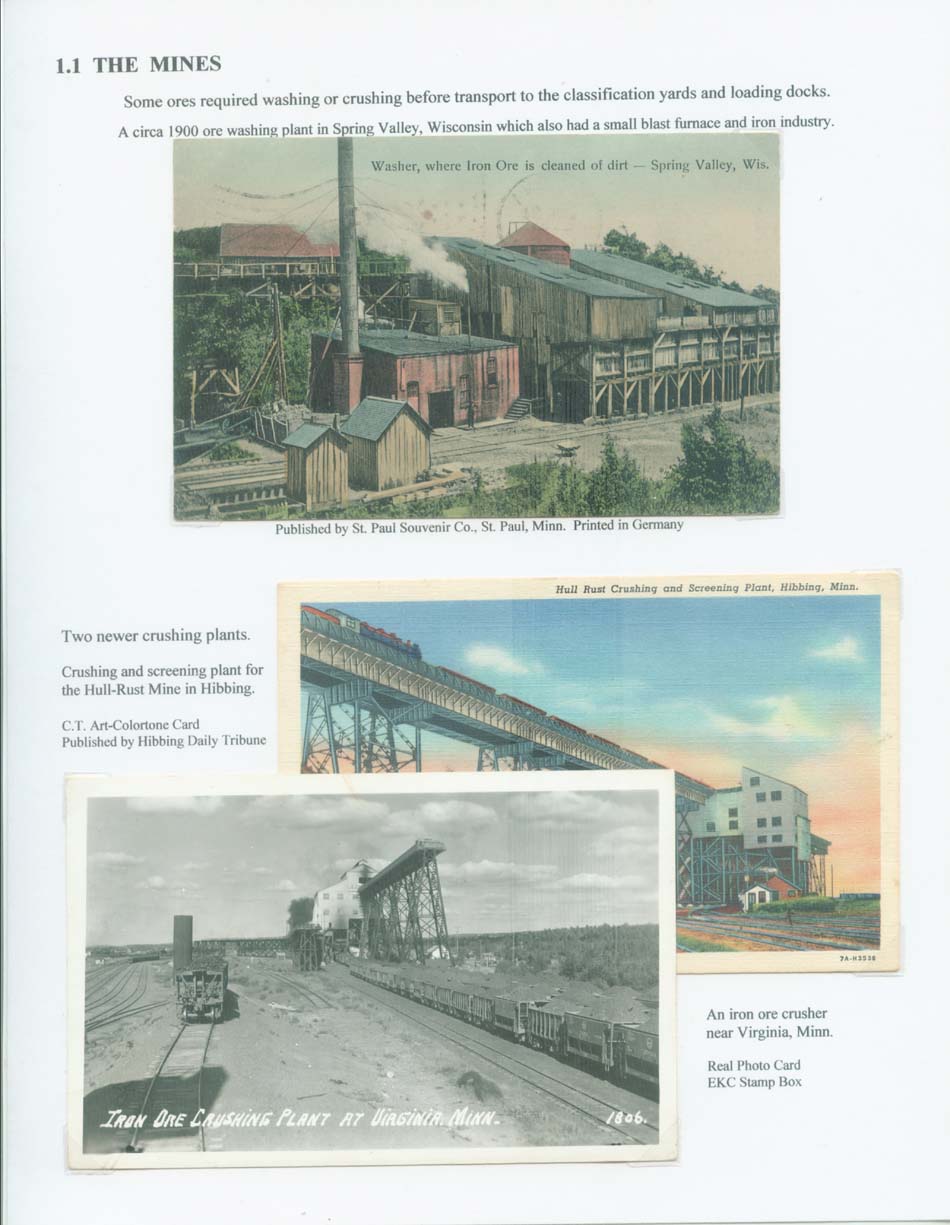 1.1 THE MINES
Some ores required washing or crushing before transport to the classification yards and loading docks.
A circa 1900 ore washing plant in Spring Valley, Wisconsin which also had a small blast furnace and iron industry.
Washer, where Iron Ore is cleaned of dirt — Spring Valley, Wis.
Published by St. Paul Souvenir Co., St. Paul, Minn. Printed in Germany
Hull Rust Crushing and Screening Plant, Hibbing, Minn.
Two newer crushing plants.
Crushing and screening plant for
the Hull-Rust Mine in Hibbing.
C.T. Art-Colortone Card
Published by Hibbing Daily Tribune
7A-H3538
An iron ore crusher
near Virginia, Minn.
Real Photo Card
EKC Stamp Box
IRON ORE CRUSHING PLANT AT VIRGINIA. MINN.
1806.